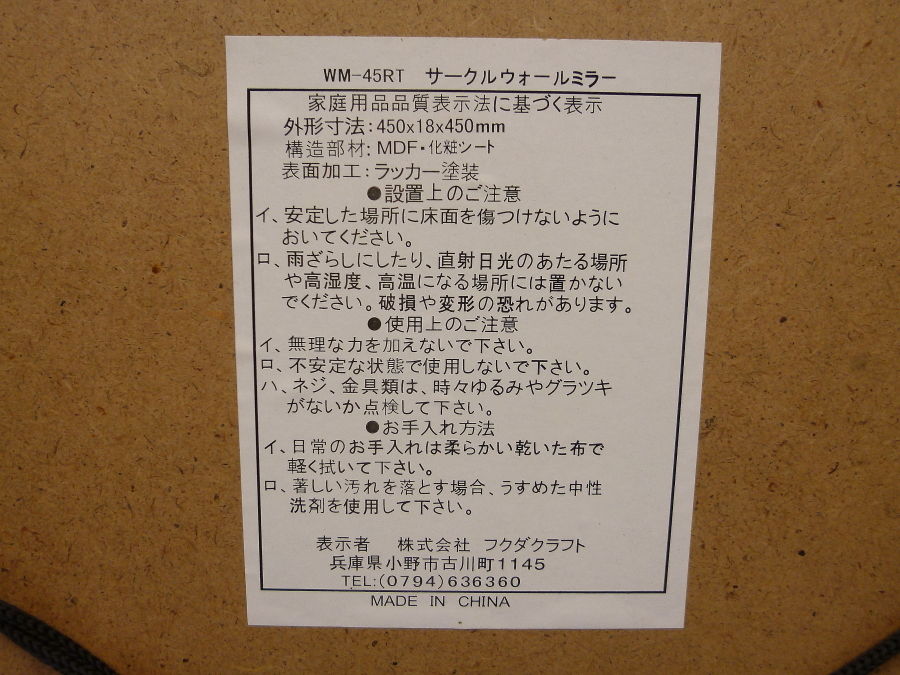 WM-45RT サークルウォールミラー
家庭用品品質表示法に基づく表示
外形寸法:450x18x450mm
構造部材:MDF・化粧シート
表面加工:ラッカー塗装
●設置上のご注意
イ、安定した場所に床面を傷つけないように
おいてください。
ロ、雨ざらしにしたり、直射日光のあたる場所
や高湿度、高温になる場所には置かない
でください。破損や変形の恐れがあります。
●使用上のご注意
イ、無理な力を加えないで下さい。
ロ、不安定な状態で使用しないで下さい。
ハ、ネジ、金具類は、時々ゆるみやグラツキ
がないか点検して下さい。
●お手入れ方法
イ、日常のお手入れは柔らかい乾いた布で
軽く拭いて下さい。
ロ、著しい汚れを落とす場合、うすめた中性
洗剤を使用して下さい。
表示者 株式会社 フクダクラフト
兵庫県小野市古川町1145
TEL:(0794)636360
MADE IN CHINA